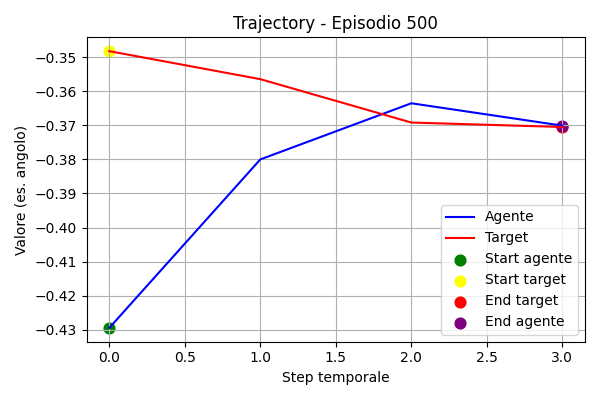 Trajectory - Episodio 500
Valore (es. angolo)
−0.35
−0.36
−0.37
−0.38
−0.39
−0.40
−0.41
−0.42
−0.43
Agente
Target
Start agente
Start target
End target
End agente
0.0 0.5 1.0 1.5 2.0 2.5 3.0
Step temporale